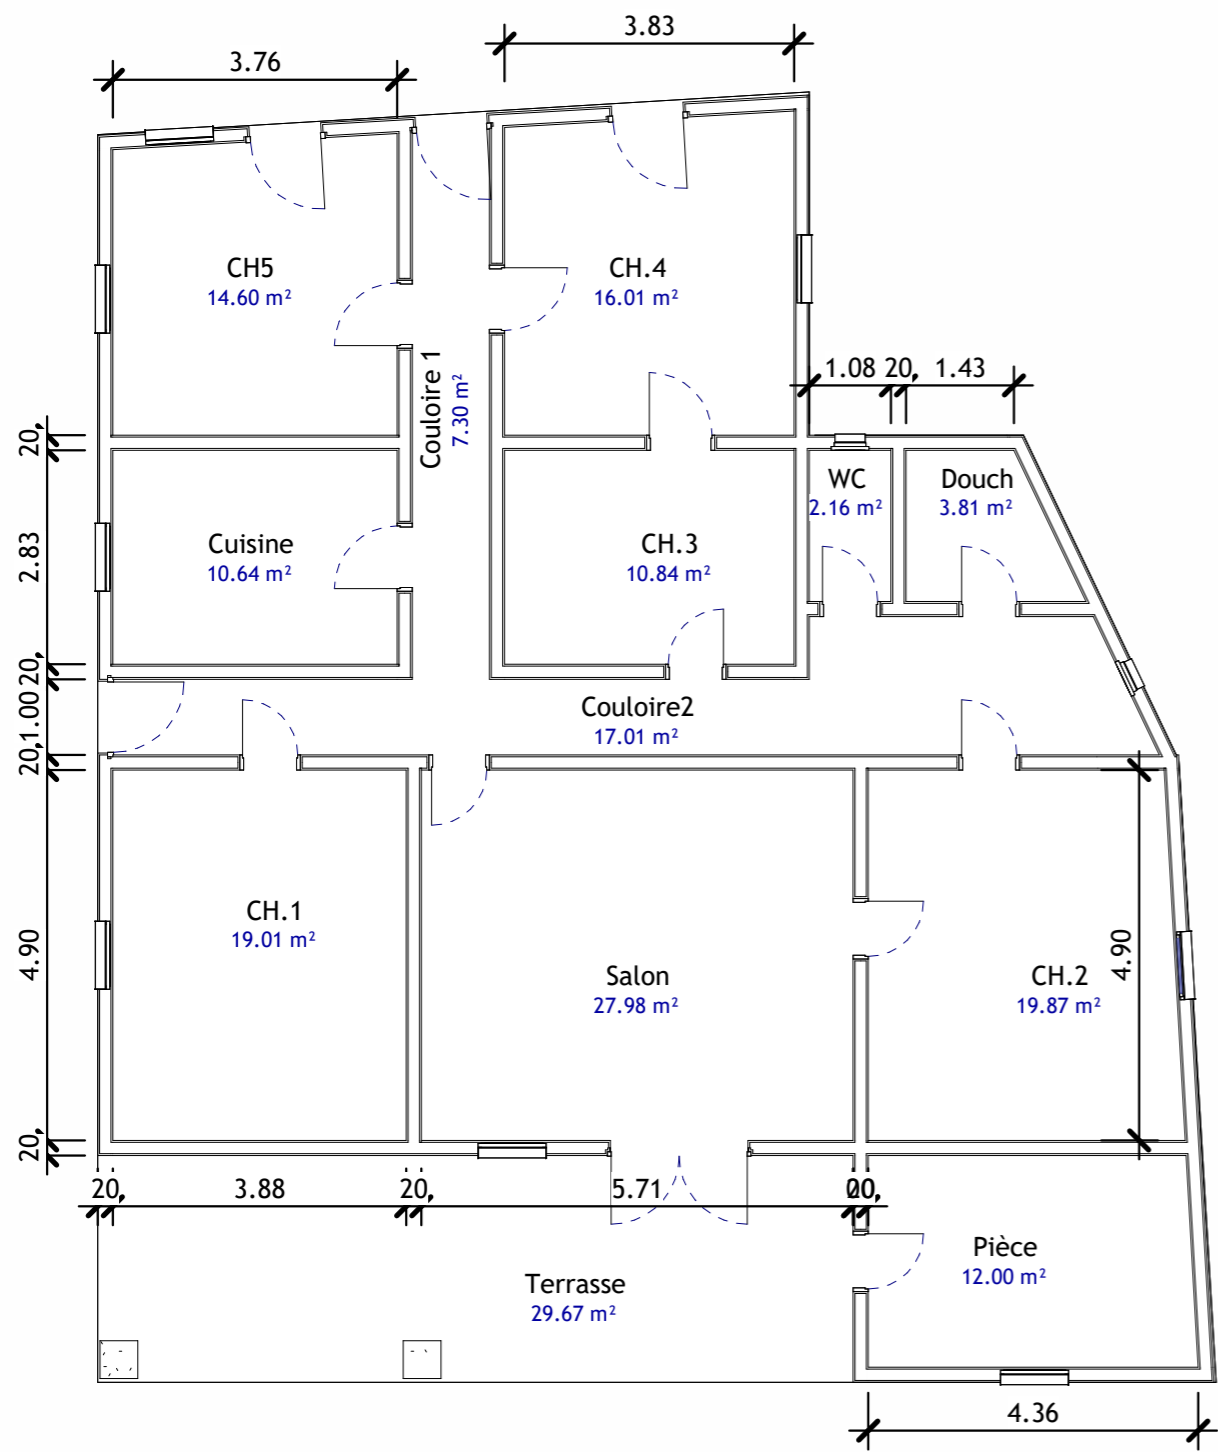 3.83
3.76
CH5
14.60 m²
CH.4
16.01 m²
Couloire 1
7.30 m²
1.08 20, 1.43
20,
WC
2.16 m²
Douch
3.81 m²
2.83
Cuisine
10.64 m²
CH.3
10.84 m²
20,
1.00
20,
Couloire2
17.01 m²
CH.1
19.01 m²
4.90
Salon
27.98 m²
CH.2
19.87 m²
4.90
20,
20, 3.88 20, 5.71 20,
Pièce
12.00 m²
Terrasse
29.67 m²
4.36